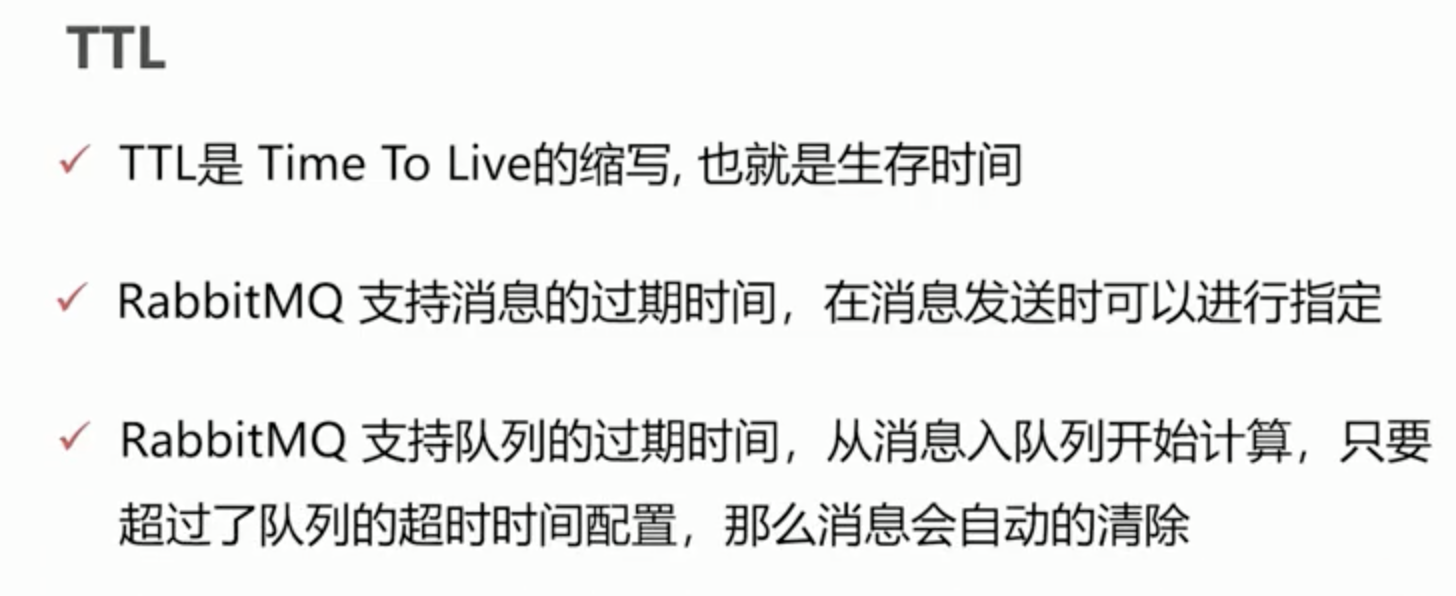 TTL
TTL是 Time To Live的缩写, 也就是生存时间
RabbitMQ 支持消息的过期时间，在消息发送时可以进行指定
RabbitMQ 支持队列的过期时间，从消息入队列开始计算，只要
超过了队列的超时时间配置，那么消息会自动的清除